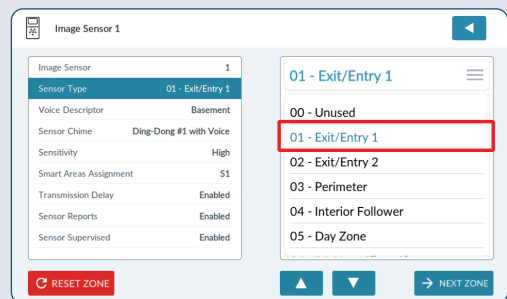 Image Sensor 1
Image Sensor 1
Sensor Type 01 - Exit/Entry 1
Voice Descriptor Basement
Sensor Chime Ding-Dong #1 with Voice
Sensitivity High
Smart Areas Assignment S1
Transmission Delay Enabled
Sensor Reports Enabled
Sensor Supervised Enabled
RESET ZONE
01 - Exit/Entry 1
00 - Unused
01 - Exit/Entry 1
02 - Exit/Entry 2
03 - Perimeter
04 - Interior Follower
05 - Day Zone
NEXT ZONE